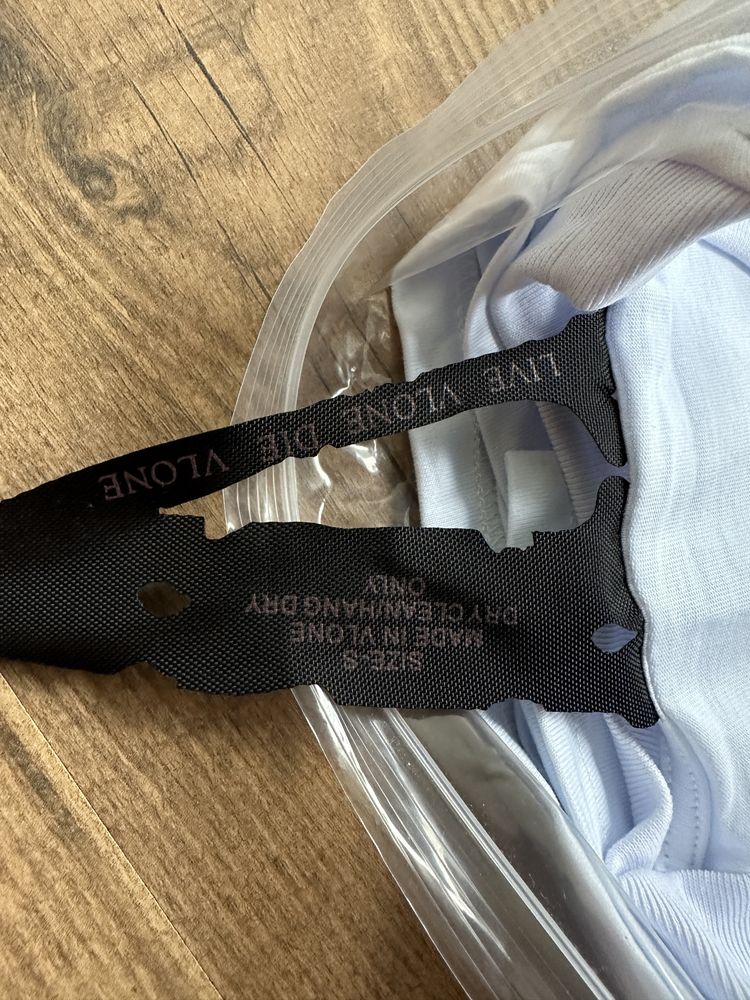 LIVE VLONE DIE VLONE
SIZE-S
MADE IN VLONE
DRY CLEAN/HANG DRY
ONLY